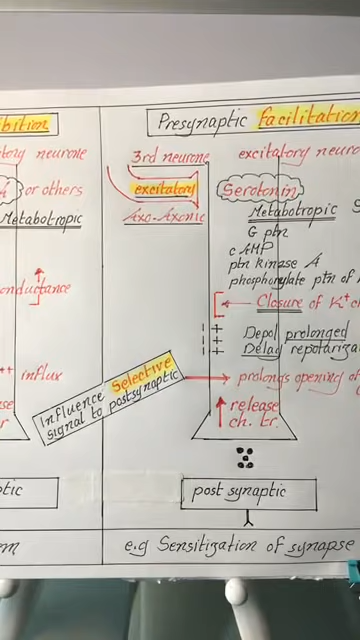 bition
Presynaptic facilitation
tory neurone
3rd neurone
excitatory neuro
or others
excitatory
Serotonin
Metabotropic
Axo-Axonic
Metabotropic
G ptn
cAMP
ptn kinase A
phosphorylate ptn of
onductance
Closure of K+ ch
Depol prolonged
Delay repolariza
++ influx
Influence Selective
signal to postsynaptic
prolongs opening of
release
ch. tr.
ptic
post synaptic
e.g Sensitization of synapse